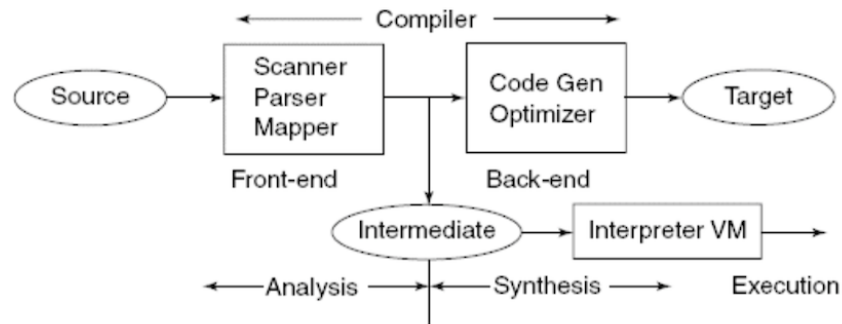 Compiler
Scanner
Parser
Mapper
Source
Code Gen
Optimizer
Target
Front-end
Back-end
Intermediate
Interpreter VM
Analysis
Synthesis
Execution